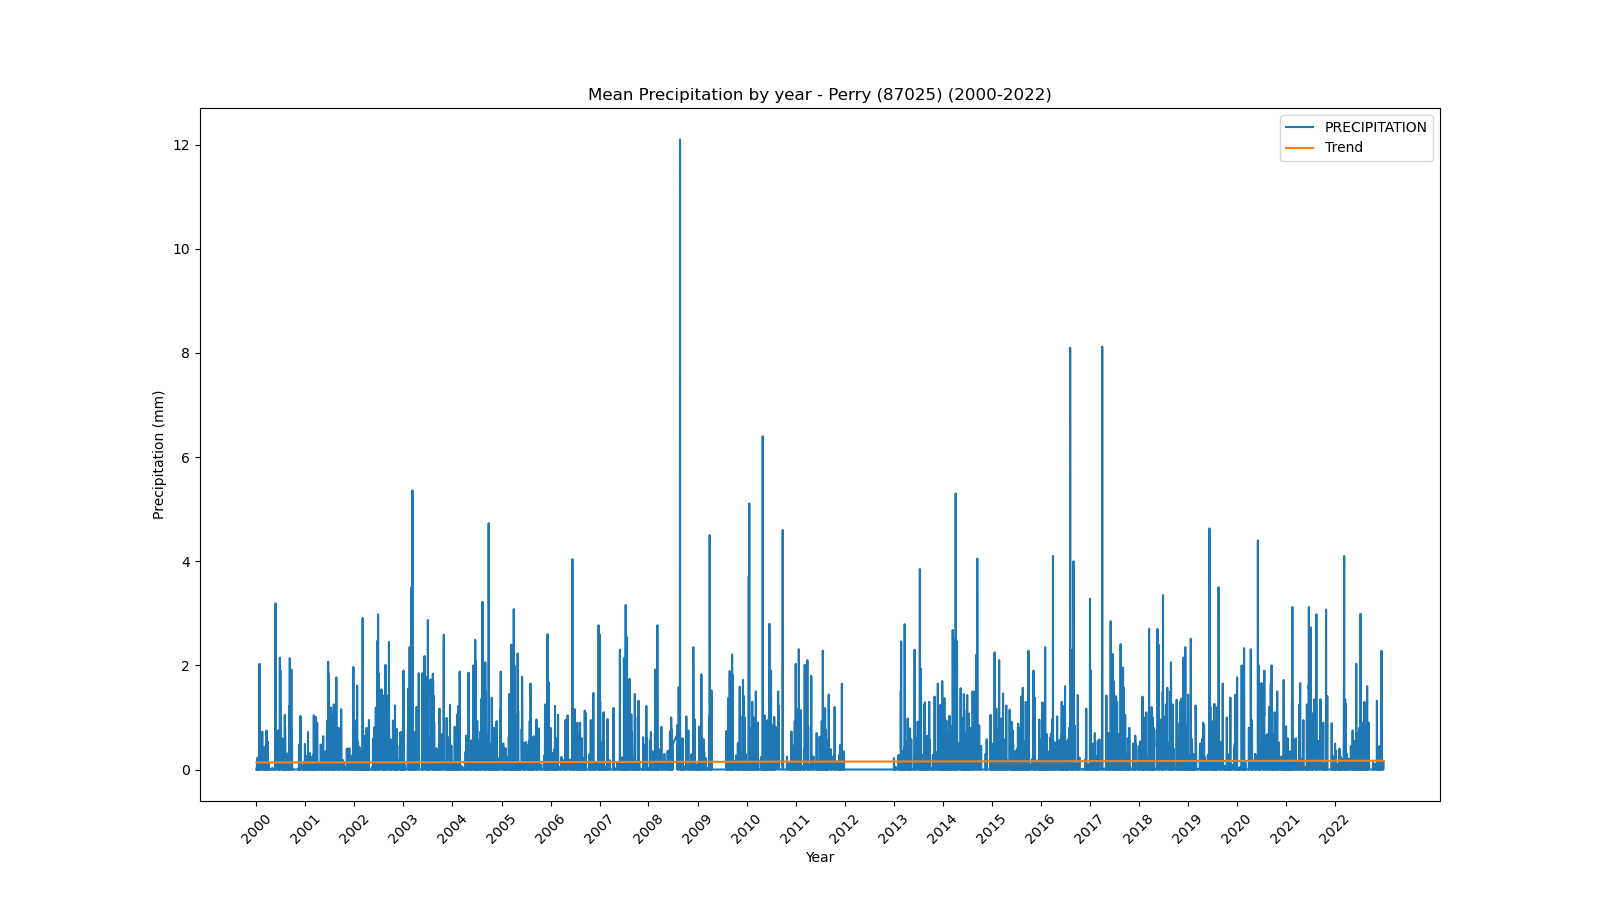 Mean Precipitation by year - Perry (87025) (2000-2022)
PRECIPITATION
Trend
12
10
8
6
4
2
0
Precipitation (mm)
2000 2001 2002 2003 2004 2005 2006 2007 2008 2009 2010 2011 2012 2013 2014 2015 2016 2017 2018 2019 2020 2021 2022
Year